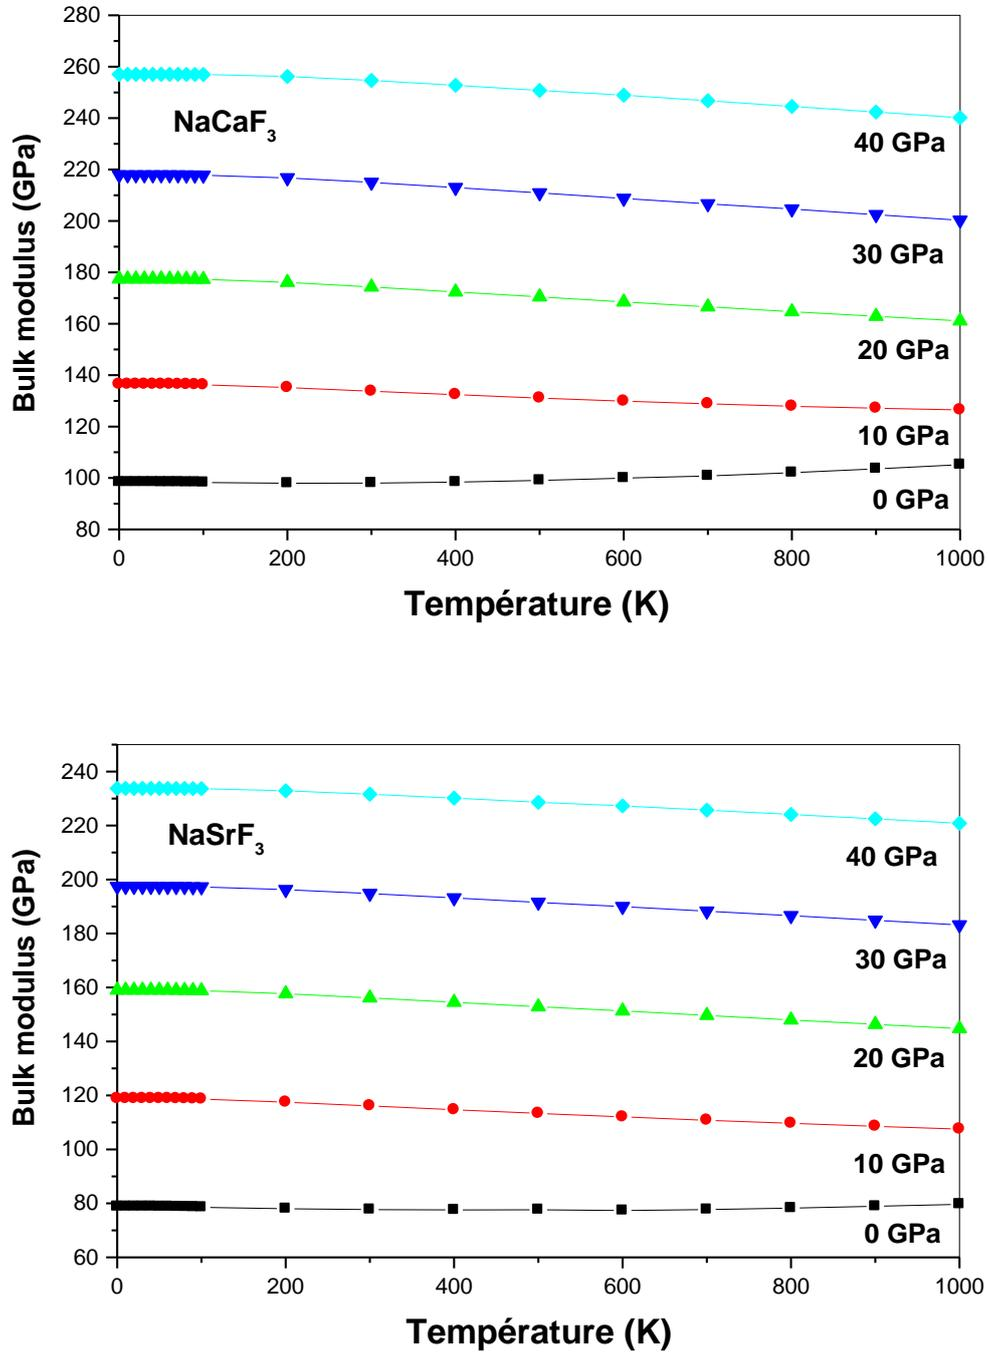 280
260
240
220
200
180
160
140
120
100
80
Bulk modulus (GPa)
NaCaF3
40 GPa
30 GPa
20 GPa
10 GPa
0 GPa
0 200 400 600 800 1000
Température (K)
240
220
200
180
160
140
120
100
80
60
Bulk modulus (GPa)
NaSrF3
40 GPa
30 GPa
20 GPa
10 GPa
0 GPa
0 200 400 600 800 1000
Température (K)